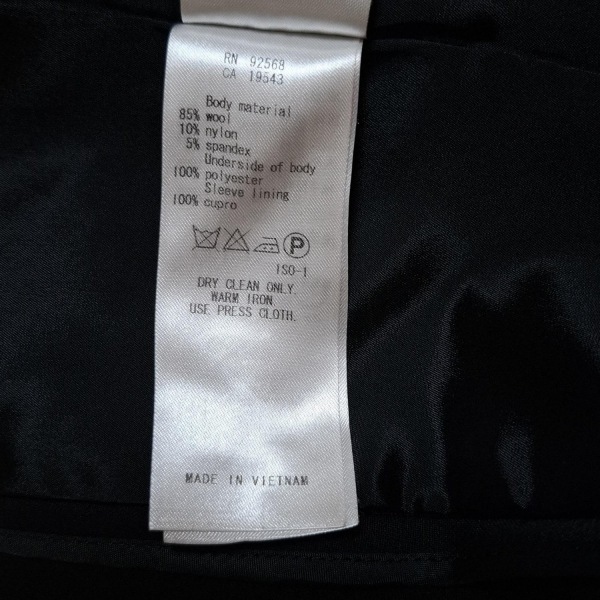 RN 92568
CA 19543
Body material
85% wool
10% nylon
5% spandex
Underside of body
100% polyester
Sleeve lining
100% cupro
P
ISO-1
DRY CLEAN ONLY.
WARM IRON.
USE PRESS CLOTH.
MADE IN VIETNAM